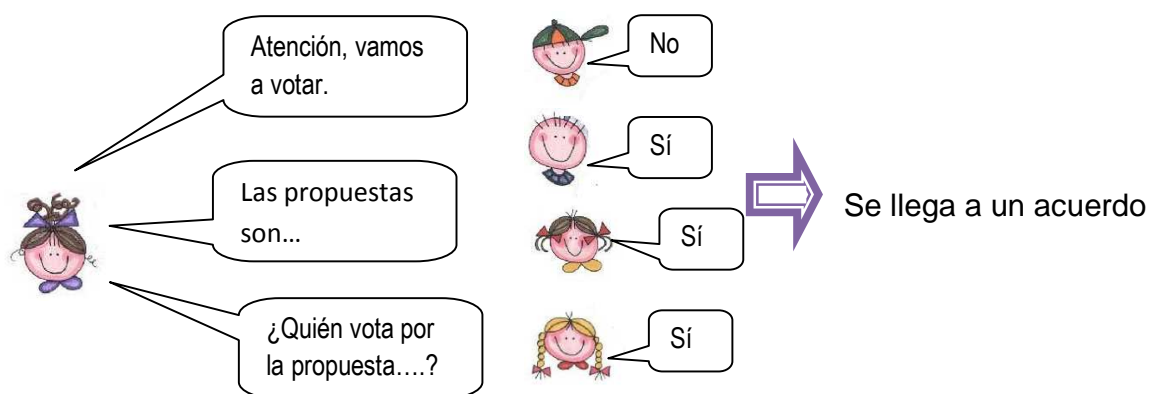 Atención, vamos
a votar.
Las propuestas
son...
¿Quién vota por
la propuesta....?
No
Sí
Sí
Sí
Se llega a un acuerdo